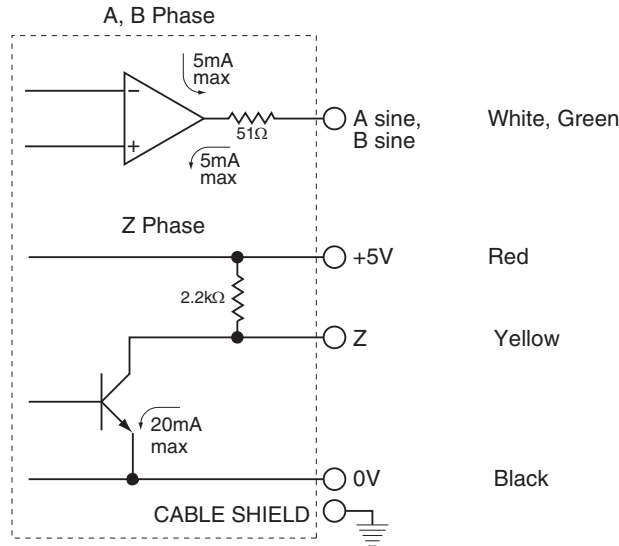 A, B Phase
5mA
max
−
+
51Ω
5mA
max
A sine,
B sine
White, Green
Z Phase
+5V
Red
2.2kΩ
Z
Yellow
20mA
max
0V
Black
CABLE SHIELD